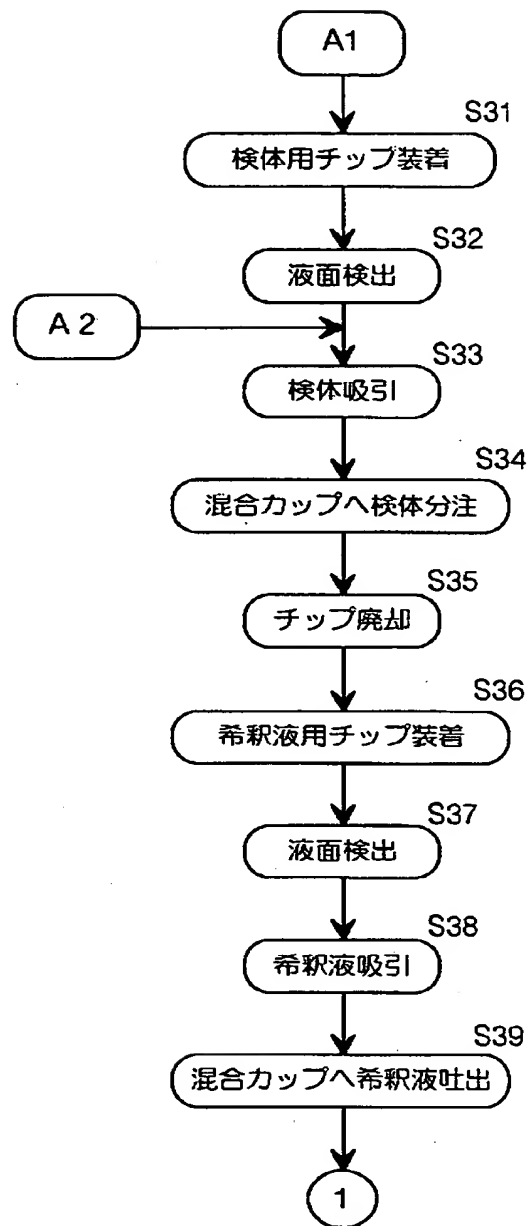 A1
S31
検体用チップ装着
S32
液面検出
A 2
S33
検体吸引
S34
混合カップへ検体分注
S35
チップ廃却
S36
希釈液用チップ装着
S37
液面検出
S38
希釈液吸引
S39
混合カップへ希釈液吐出
1